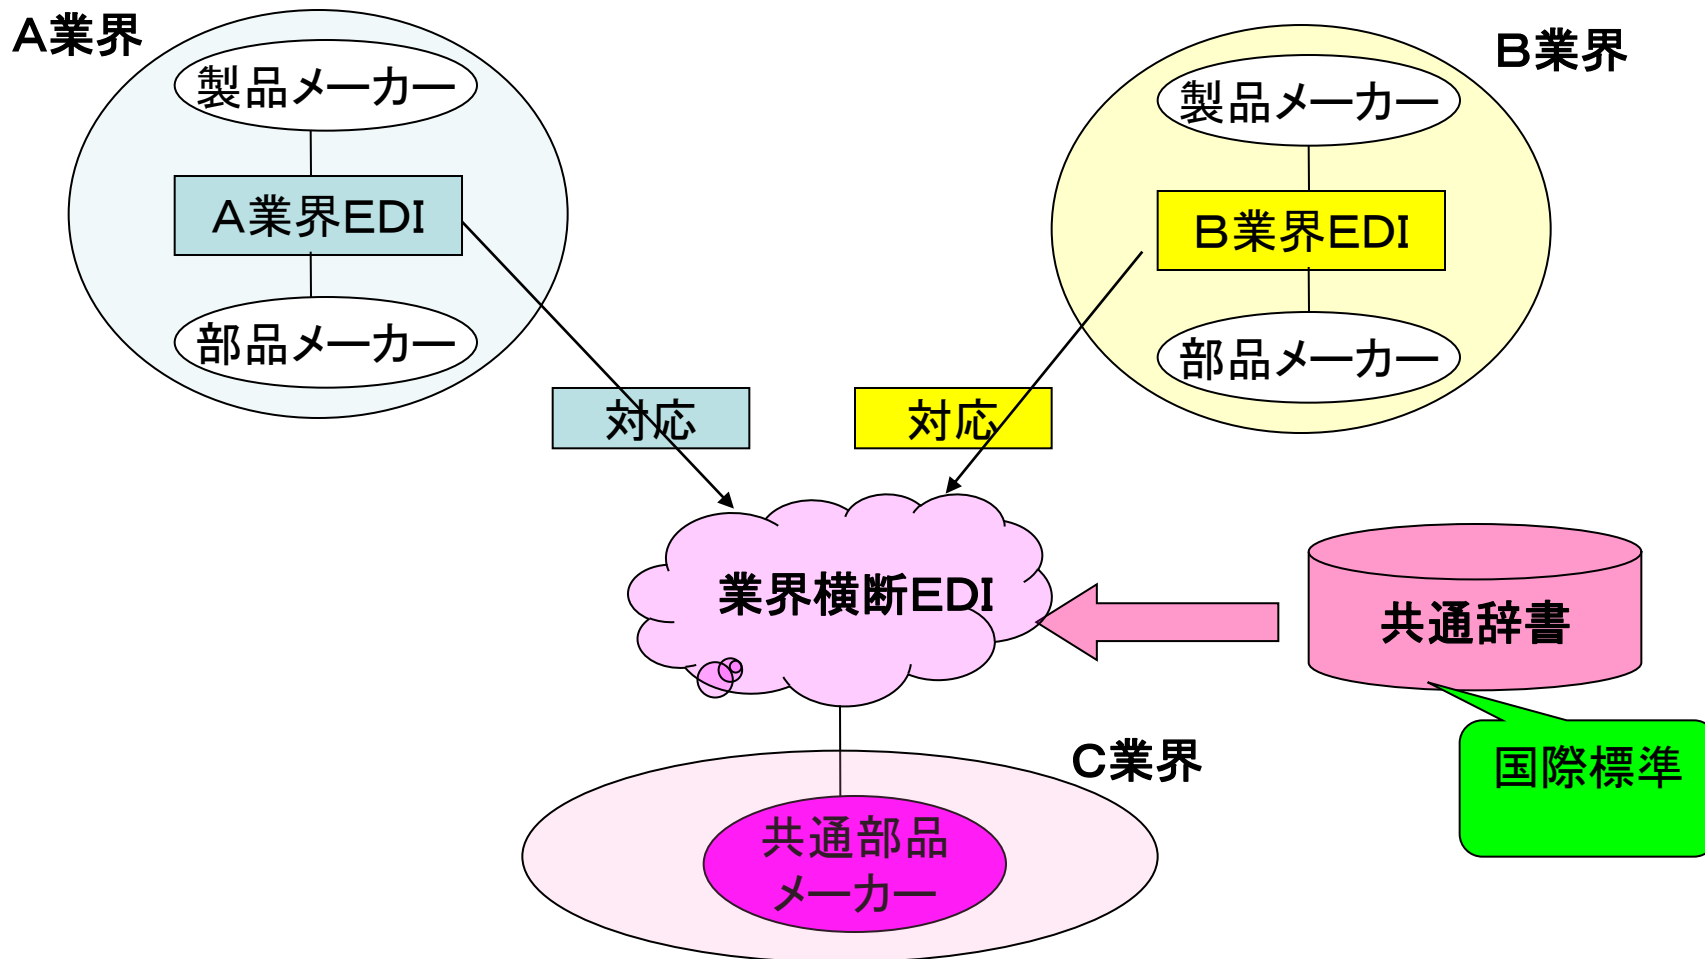 Ａ業界
製品メーカー
Ａ業界EDI
部品メーカー
Ｂ業界
製品メーカー
Ｂ業界EDI
部品メーカー
対応
対応
業界横断EDI
共通辞書
国際標準
Ｃ業界
共通部品
メーカー